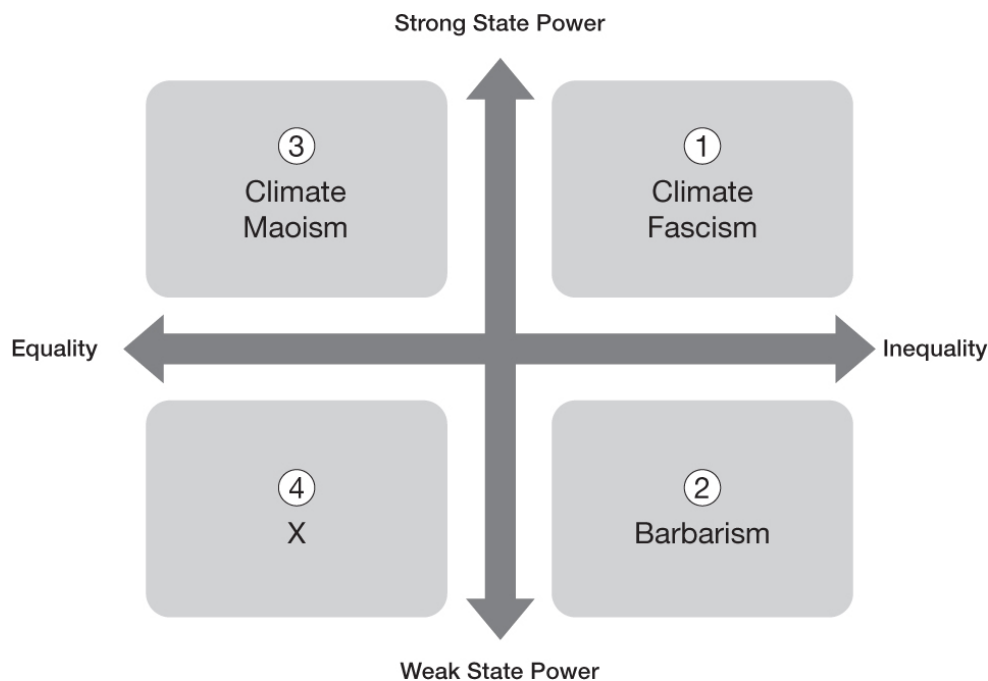 Strong State Power
③
Climate
Maoism
①
Climate
Fascism
Equality
Inequality
④
X
②
Barbarism
Weak State Power